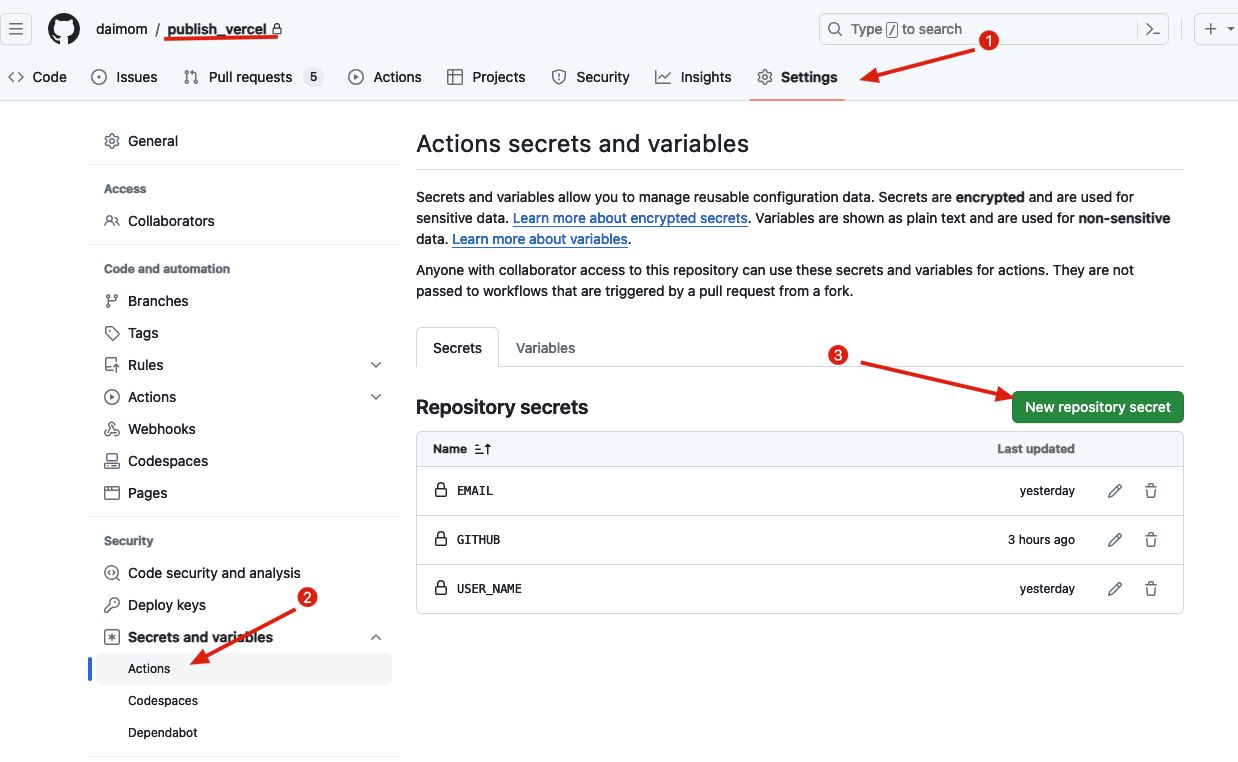 daimom / publish_vercel
Type / to search
1
Code
Issues
Pull requests 5
Actions
Projects
Security
Insights
Settings
General
Access
Collaborators
Code and automation
Branches
Tags
Rules
Actions
Webhooks
Codespaces
Pages
Security
Code security and analysis
Deploy keys
2
Secrets and variables
Actions
Codespaces
Dependabot
Actions secrets and variables
Secrets and variables allow you to manage reusable configuration data. Secrets are encrypted and are used for
sensitive data. Learn more about encrypted secrets. Variables are shown as plain text and are used for non-sensitive
data. Learn more about variables.
Anyone with collaborator access to this repository can use these secrets and variables for actions. They are not
passed to workflows that are triggered by a pull request from a fork.
Secrets
Variables
3
Repository secrets
New repository secret
Name
Last updated
EMAIL
yesterday
GITHUB
3 hours ago
USER_NAME
yesterday